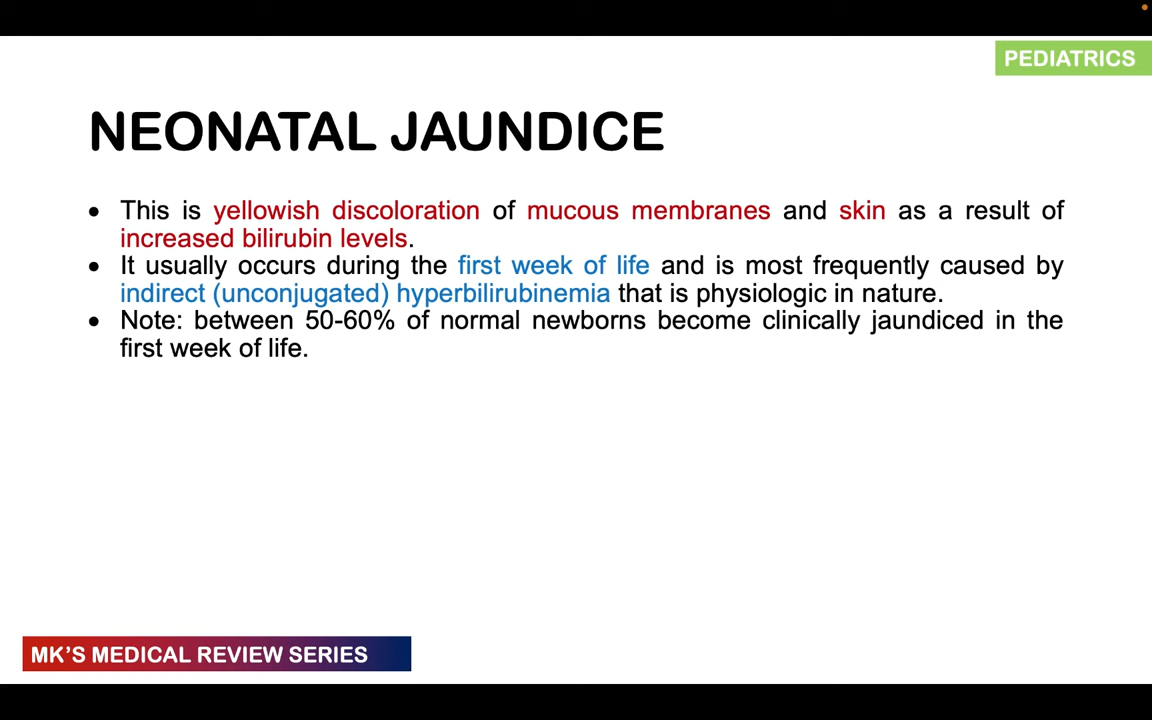 PEDIATRICS
NEONATAL JAUNDICE
• This is yellowish discoloration of mucous membranes and skin as a result of
increased bilirubin levels.
• It usually occurs during the first week of life and is most frequently caused by
indirect (unconjugated) hyperbilirubinemia that is physiologic in nature.
• Note: between 50-60% of normal newborns become clinically jaundiced in the
first week of life.
MK'S MEDICAL REVIEW SERIES